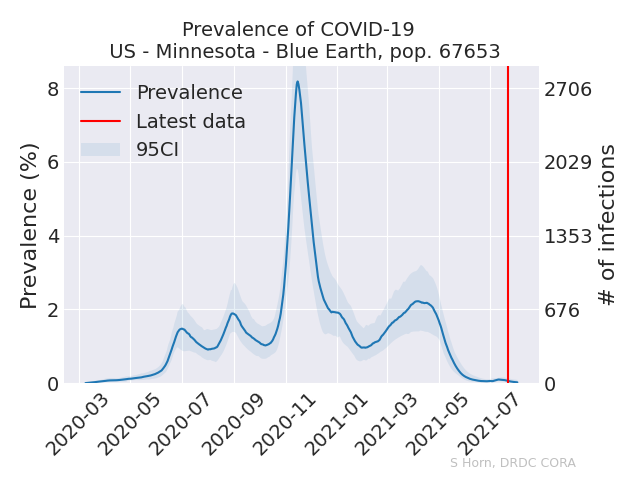 Prevalence of COVID-19
US - Minnesota - Blue Earth, pop. 67653
Prevalence
Latest data
95CI
Prevalence (%)
8
6
4
2
0
2706
2029
1353
676
0
# of infections
2020-03
2020-05
2020-07
2020-09
2020-11
2021-01
2021-03
2021-05
2021-07
S Horn, DRDC CORA